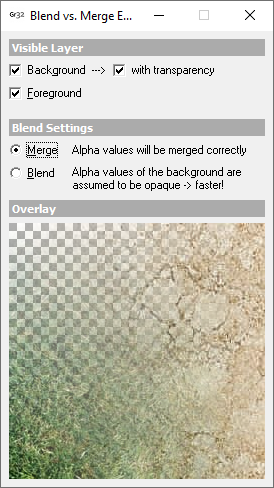 Gr32 Blend vs. Merge E...
Visible Layer
Background ---> with transparency
Foreground
Blend Settings
Merge Alpha values will be merged correctly
Blend Alpha values of the background are
assumed to be opaque -> faster!
Overlay